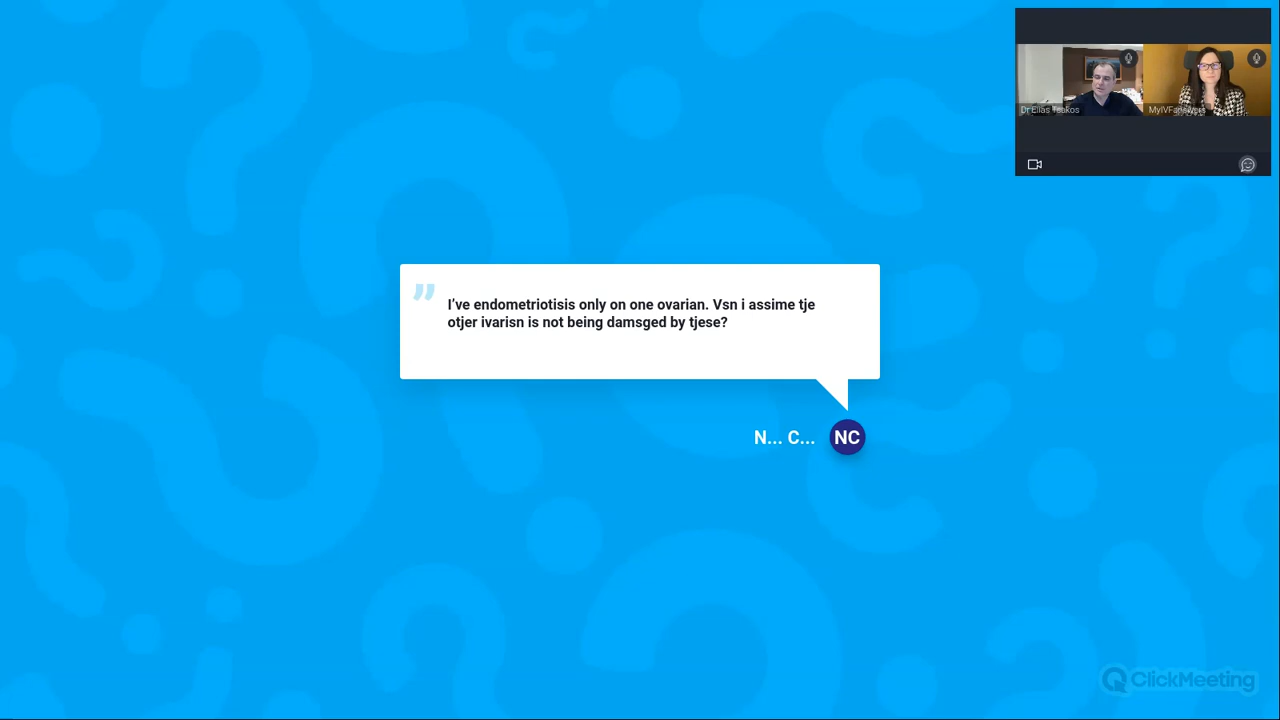 Dr Elias Tsakos
MyIVFanswers
”
I’ve endometriotisis only on one ovarian. Vsn i assime tje
otjer ivarisn is not being damsged by tjese?
N... C...
NC
ClickMeeting